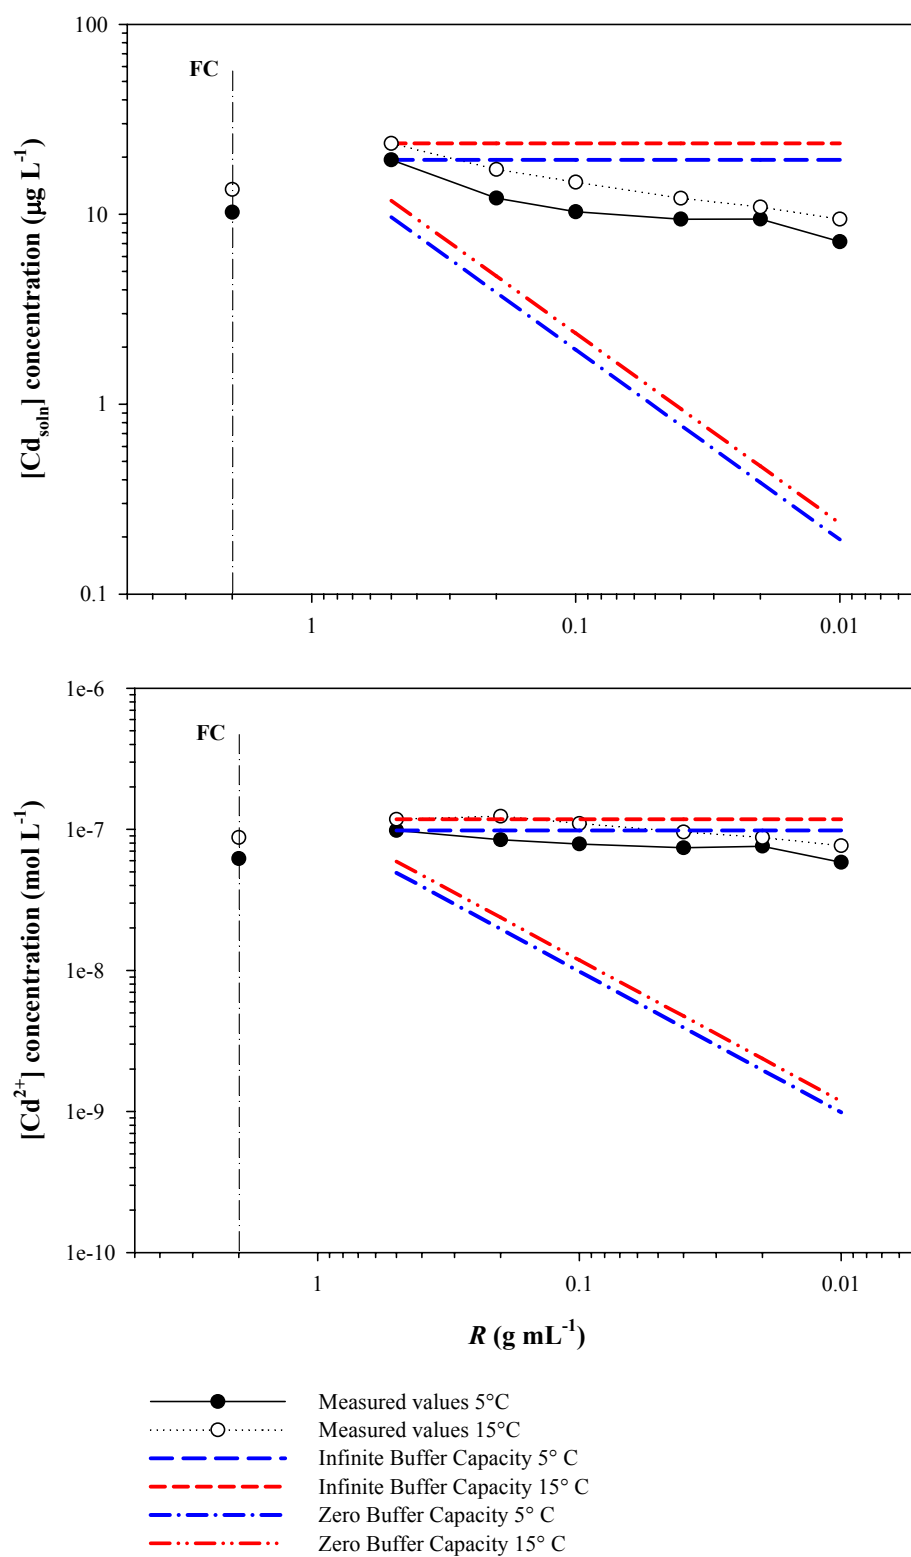 100
FC
10
1
0.1
[Cd_soln] concentration (µg L⁻¹)
1
0.1
0.01
1e-6
FC
1e-7
1e-8
1e-9
1e-10
[Cd²⁺] concentration (mol L⁻¹)
1
0.1
0.01
R (g mL⁻¹)
Measured values 5°C
Measured values 15°C
Infinite Buffer Capacity 5° C
Infinite Buffer Capacity 15° C
Zero Buffer Capacity 5° C
Zero Buffer Capacity 15° C